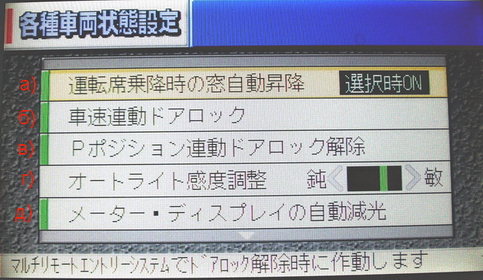 各種車両状態設定
а) 運転席乗降時の窓自動昇降 選択時ON
б) 車速連動ドアロック
в) Pポジション連動ドアロック解除
г) オートライト感度調整 鈍 敏
д) メーター・ディスプレイの自動減光
マルチリモートエントリーシステムでドアロック解除時に作動します